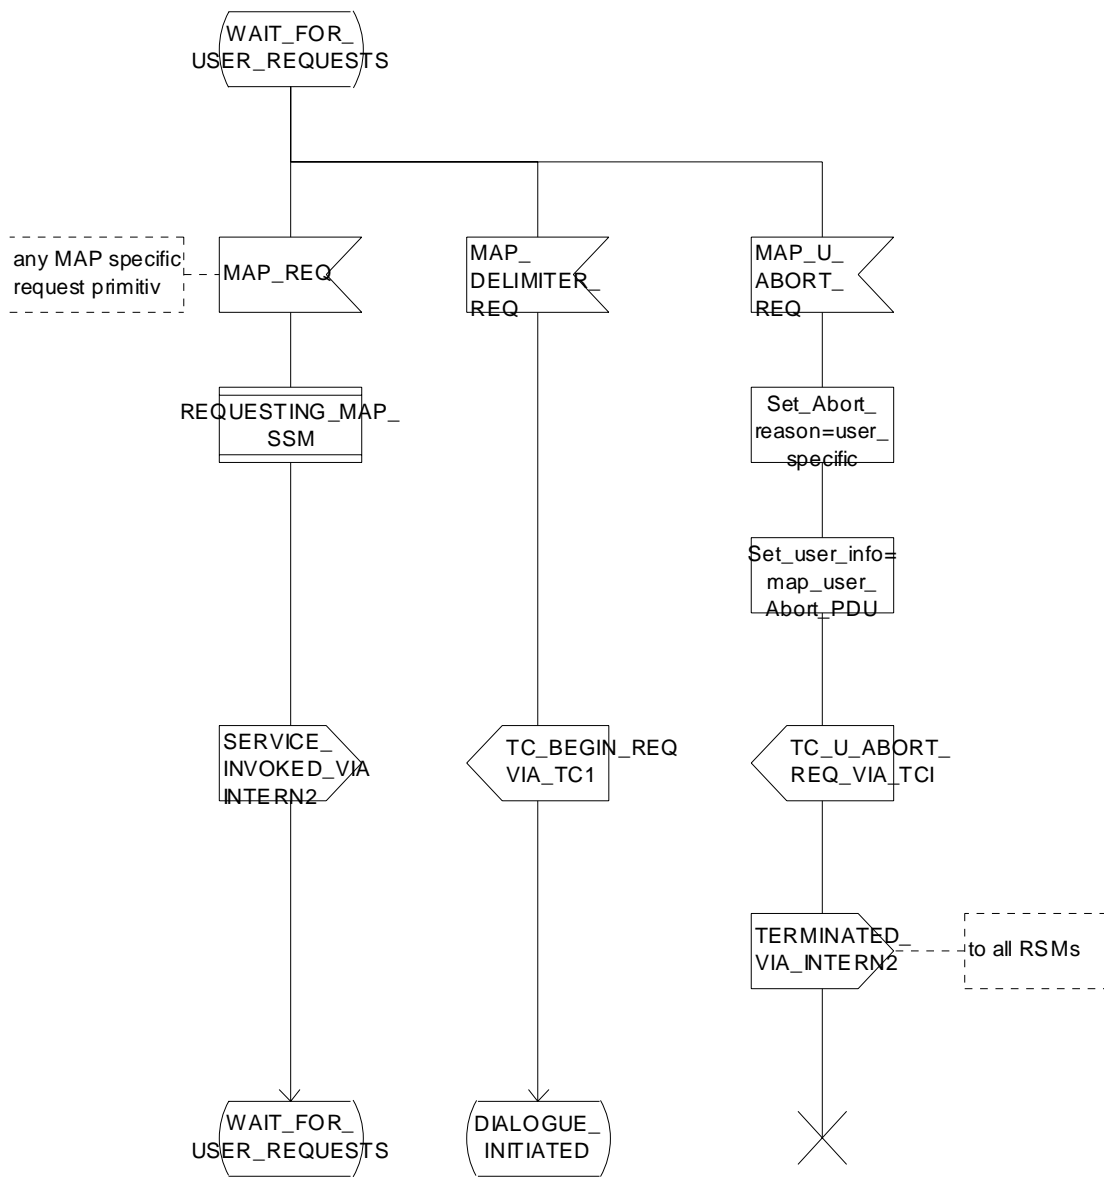 WAIT_FOR_
USER_REQUESTS
any MAP specific
request primitiv
MAP_REQ
MAP_
DELIMITER_
REQ
MAP_U_
ABORT_
REQ
REQUESTING_MAP_
SSM
Set_Abort_
reason=user_
specific
Set_user_info=
map_user_
Abort_PDU
SERVICE_
INVOKED_VIA
INTERN2
TC_BEGIN_REQ
VIA_TC1
TC_U_ABORT_
REQ_VIA_TCI
TERMINATED_
VIA_INTERN2
to all RSMs
WAIT_FOR_
USER_REQUESTS
DIALOGUE_
INITIATED